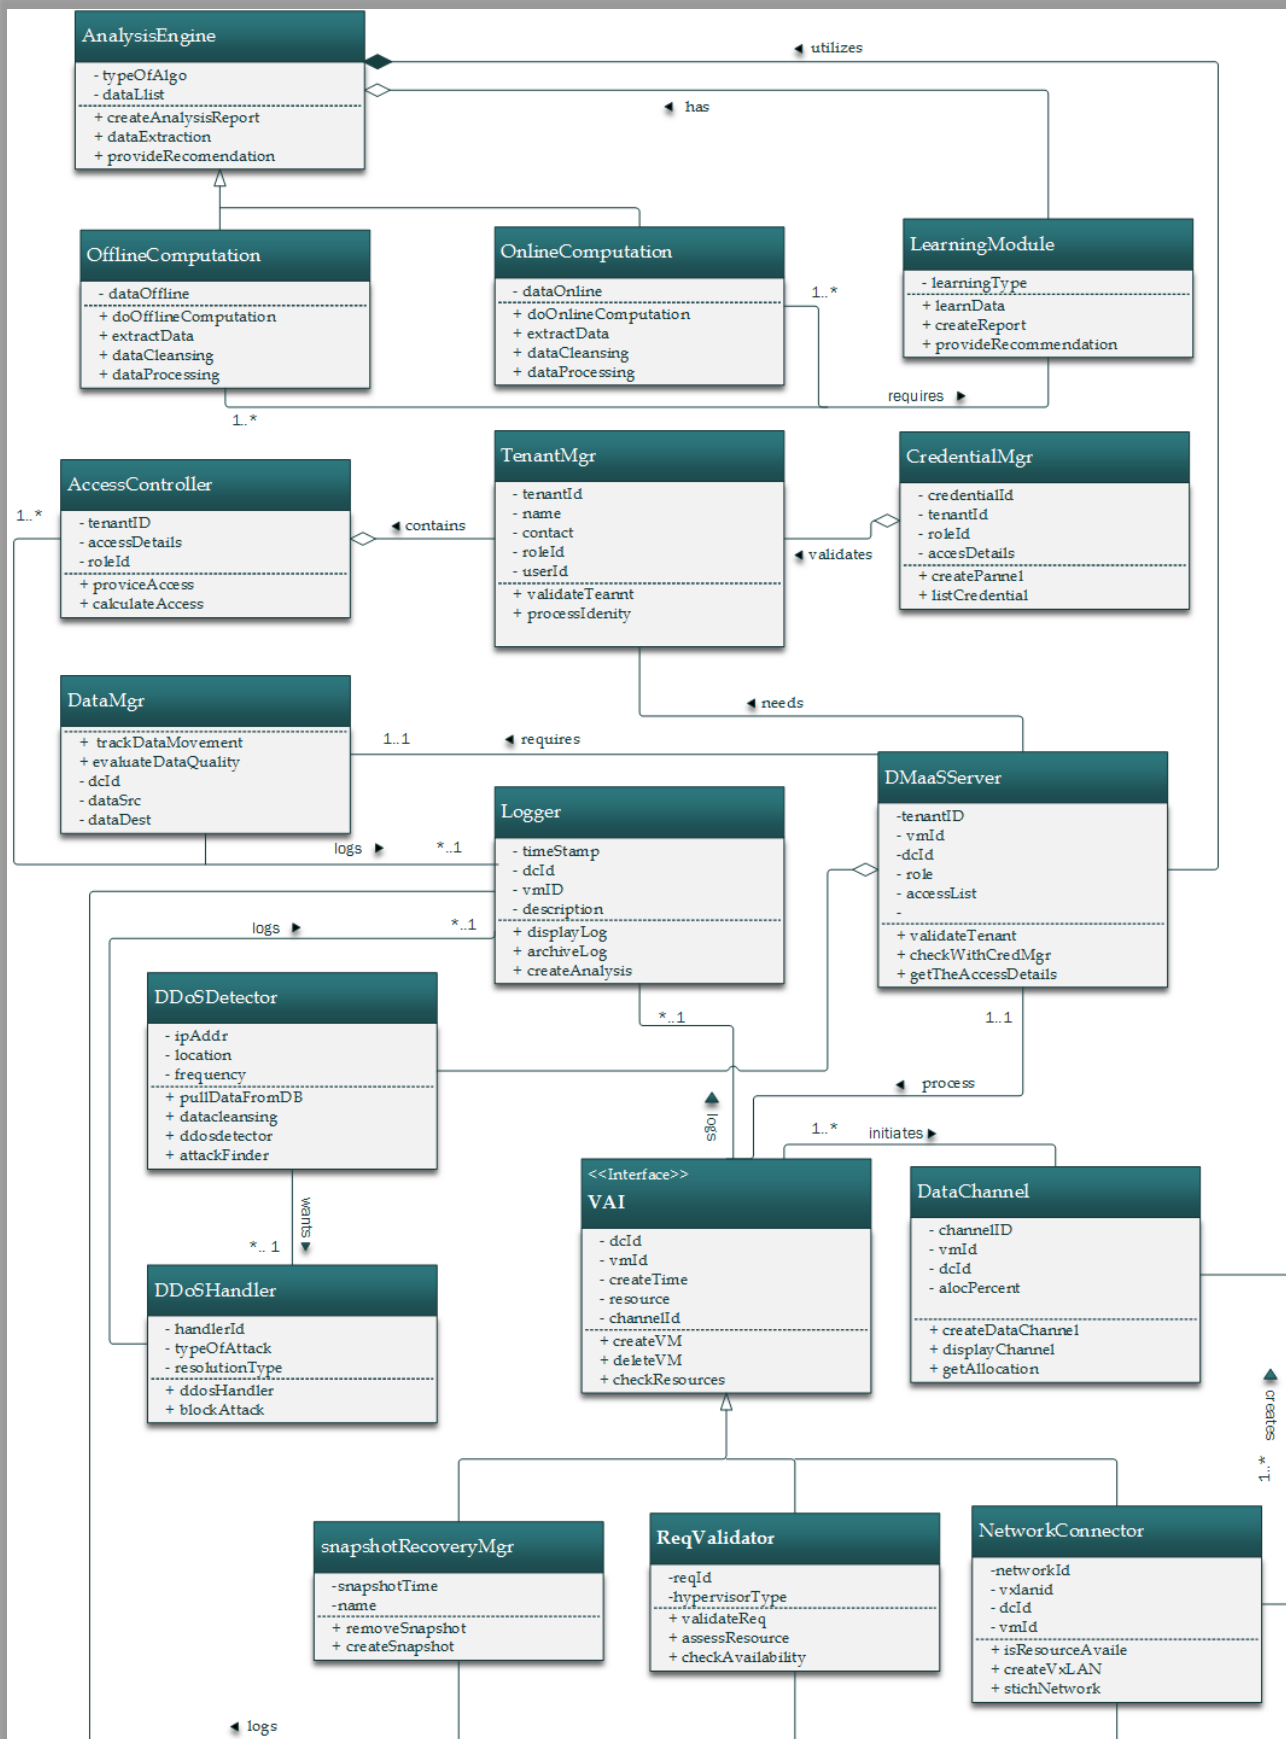 AnalysisEngine
- typeOfAlgo
- dataLlist
+ createAnalysisReport
+ dataExtraction
+ provideRecomendation
utilizes
has
OfflineComputation
- dataOffline
+ doOfflineComputation
+ extractData
+ dataCleansing
+ dataProcessing
1..*
OnlineComputation
- dataOnline
+ doOnlineComputation
+ extractData
+ dataCleansing
+ dataProcessing
1..*
LearningModule
- learningType
+ learnData
+ createReport
+ provideRecommendation
requires
AccessController
- tenantID
- accessDetails
- roleId
+ proviceAccess
+ calculateAccess
1..*
contains
TenantMgr
- tenantId
- name
- contact
- roleId
- userId
+ validateTeannt
+ processIdenity
validates
CredentialMgr
- credentialId
- tenantId
- roleId
- accesDetails
+ createPannel
+ listCredential
needs
DataMgr
+ trackDataMovement
+ evaluateDataQuality
- dcId
- dataSrc
- dataDest
1..1
requires
logs
*..1
Logger
- timeStamp
- dcId
- vmID
- description
+ displayLog
+ archiveLog
+ createAnalysis
DMaaSServer
-tenantID
- vmId
-dcId
- role
- accessList
-
+ validateTenant
+ checkWithCredMgr
+ getTheAccessDetails
logs
*..1
DDoSDetector
- ipAddr
- location
- frequency
+ pullDataFromDB
+ datacleansing
+ ddosdetector
+ attackFinder
*..1
1..1
process
logs
1..*
initiates
wants
*.. 1
DDoSHandler
- handlerId
- typeOfAttack
- resolutionType
+ ddosHandler
+ blockAttack
<<Interface>>
VAI
- dcId
- vmId
- createTime
- resource
- channelId
+ createVM
+ deleteVM
+ checkResources
DataChannel
- channelID
- vmId
- dcId
- alocPercent
+ createDataChannel
+ displayChannel
+ getAllocation
creates
*..1
snapshotRecoveryMgr
-snapshotTime
-name
+ removeSnapshot
+ createSnapshot
ReqValidator
-reqId
-hypervisorType
+ validateReq
+ assessResource
+ checkAvailability
NetworkConnector
-networkId
- vxlanid
- dcId
- vmId
+ isResourceAvaile
+ createVxLAN
+ stichNetwork
logs